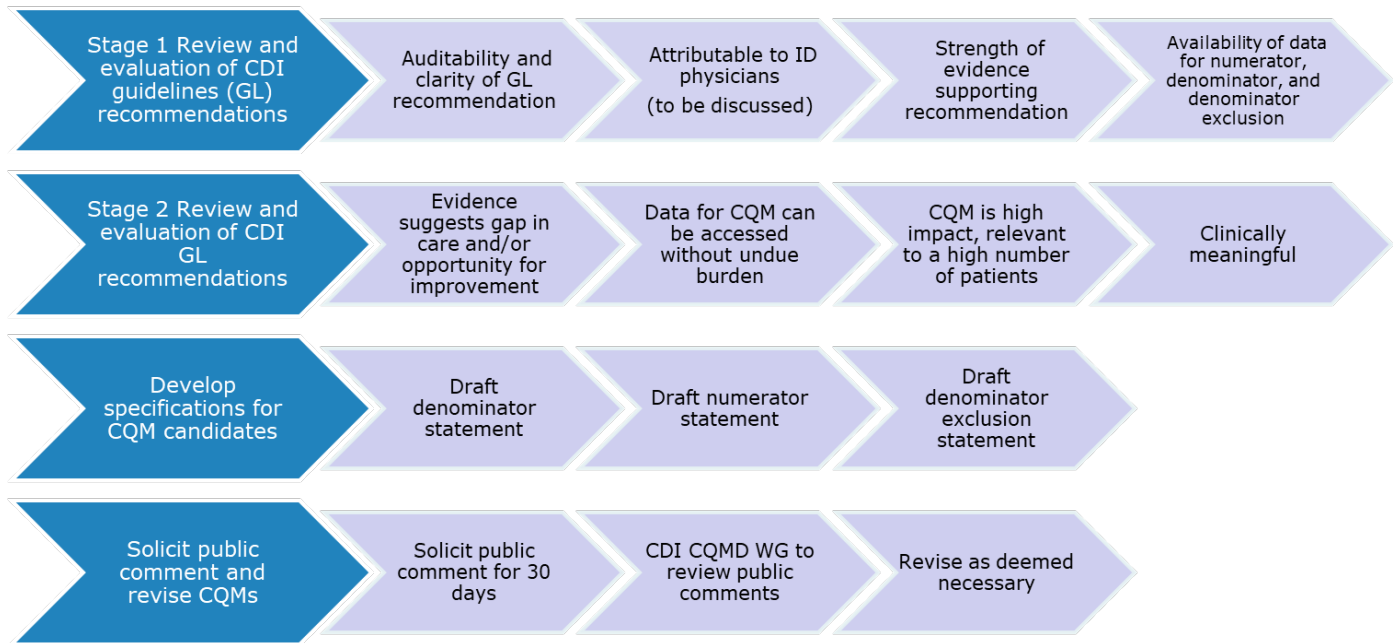 Stage 1 Review and
evaluation of CDI
guidelines (GL)
recommendations
Auditability and
clarity of GL
recommendation
Attributable to ID
physicians
(to be discussed)
Strength of
evidence
supporting
recommendation
Availability of data
for numerator,
denominator, and
denominator
exclusion
Stage 2 Review and
evaluation of CDI
GL
recommendations
Evidence
suggests gap in
care and/or
opportunity for
improvement
Data for CQM can
be accessed
without undue
burden
CQM is high
impact, relevant
to a high number
of patients
Clinically
meaningful
Develop
specifications for
CQM candidates
Draft
denominator
statement
Draft numerator
statement
Draft
denominator
exclusion
statement
Solicit public
comment and
revise CQMs
Solicit public
comment for 30
days
CDI CQMD WG to
review public
comments
Revise as deemed
necessary